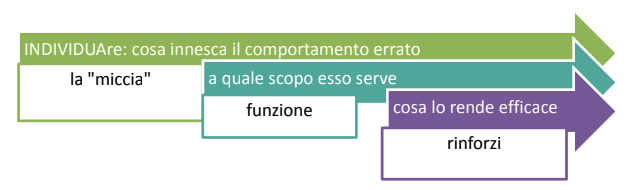 INDIVIDUAre: cosa innesca il comportamento errato
la "miccia"
a quale scopo esso serve
funzione
cosa lo rende efficace
rinforzi